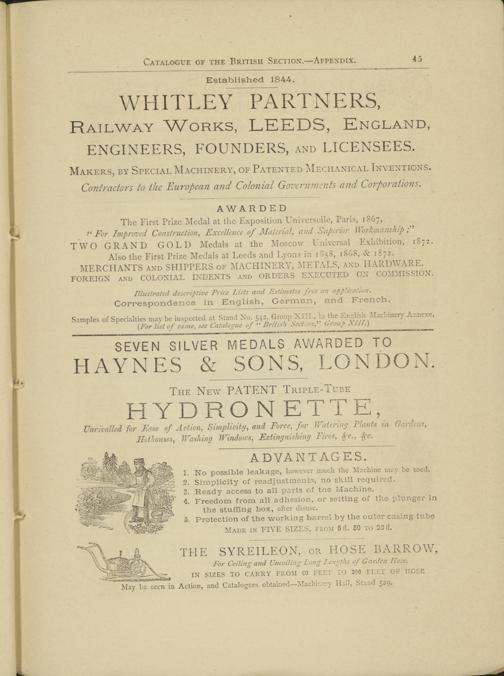 CATALOGUE OF THE BRITISH SECTION.—APPENDIX. 45
Established 1844.
WHITLEY PARTNERS,
RAILWAY WORKS, LEEDS, ENGLAND,
ENGINEERS, FOUNDERS, AND LICENSEES.
MAKERS, BY SPECIAL MACHINERY, OF PATENTED MECHANICAL INVENTIONS.
Contractors to the European and Colonial Governments and Corporations.
AWARDED
The First Prize Medal at the Exposition Universelle, Paris, 1867,
"For Improved Construction, Excellence of Material, and Superior Workmanship;"
TWO GRAND GOLD Medals at the Moscow Universal Exhibition, 1872.
Also the First Prize Medals at Leeds and Lyons in 1858, 1868, & 1872.
MERCHANTS AND SHIPPERS OF MACHINERY, METALS, AND HARDWARE.
FOREIGN AND COLONIAL INDENTS AND ORDERS EXECUTED ON COMMISSION.
Illustrated descriptive Price Lists and Estimates free on application.
Correspondence in English, German, and French.
Samples of Specialties may be inspected at Stand No. 542, Group XIII., in the English Machinery Annexe.
(For list of same, see Catalogue of "British Section," Group XIII.)
SEVEN SILVER MEDALS AWARDED TO
HAYNES & SONS, LONDON.
THE NEW PATENT TRIPLE-TUBE
HYDRONETTE,
Unrivalled for Ease of Action, Simplicity, and Force, for Watering Plants in Gardens,
Hothouses, Washing Windows, Extinguishing Fires, &c., &c.
ADVANTAGES.
1. No possible leakage, however much the Machine may be used.
2. Simplicity of readjustments, no skill required.
3. Ready access to all parts of the Machine.
4. Freedom from all adhesion, or setting of the plunger in
the stuffing box, after disuse.
5. Protection of the working barrel by the outer casing tube
MADE IN FIVE SIZES, FROM
THE SYREILEON, OR HOSE BARROW,
For Coiling and Uncoiling Long Lengths of Garden Hose,
IN SIZES TO CARRY FROM 60 FEET TO 200 FEET OF HOSE
May be seen in Action, and Catalogues obtained—Machinery Hall, Stand 529.